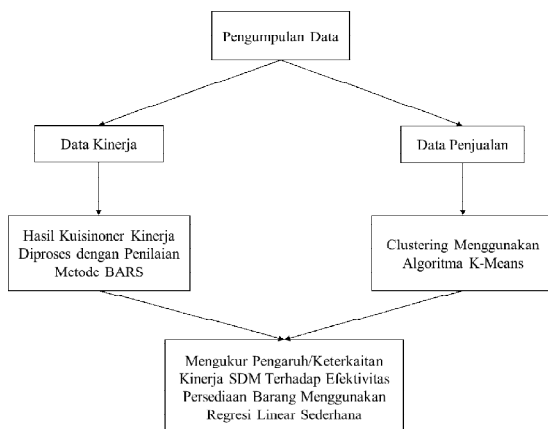 Pengumpulan Data
Data Kinerja
Data Penjualan
Hasil Kuisinoner Kinerja
Diproses dengan Penilaian
Metode BARS
Clustering Menggunakan
Algoritma K-Means
Mengukur Pengaruh/Keterkaitan
Kinerja SDM Terhadap Efektivitas
Persediaan Barang Menggunakan
Regresi Linear Sederhana